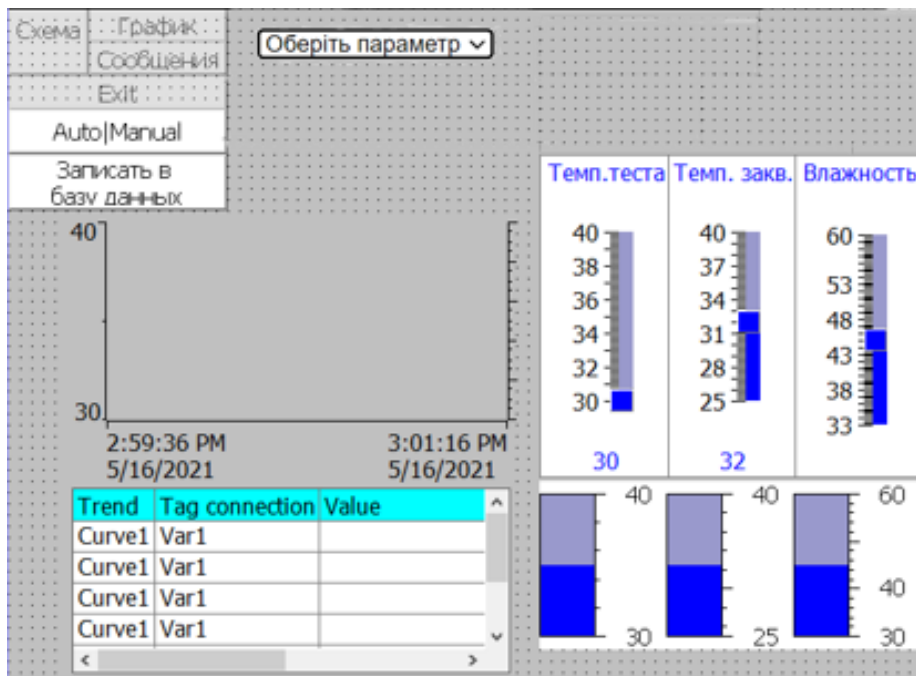 Схема
График
Сообщения
Exit
Auto|Manual
Записать в
базу данных
Оберіть параметр
Темп.теста Темп. закв. Влажность
40
38
36
34
32
30
40
37
34
31
28
25
60
53
48
43
38
33
30 32
40
30
2:59:36 PM 3:01:16 PM
5/16/2021 5/16/2021
Trend Tag connection Value
Curve1 Var1
Curve1 Var1
Curve1 Var1
Curve1 Var1
40
30
40
25
60
40
30